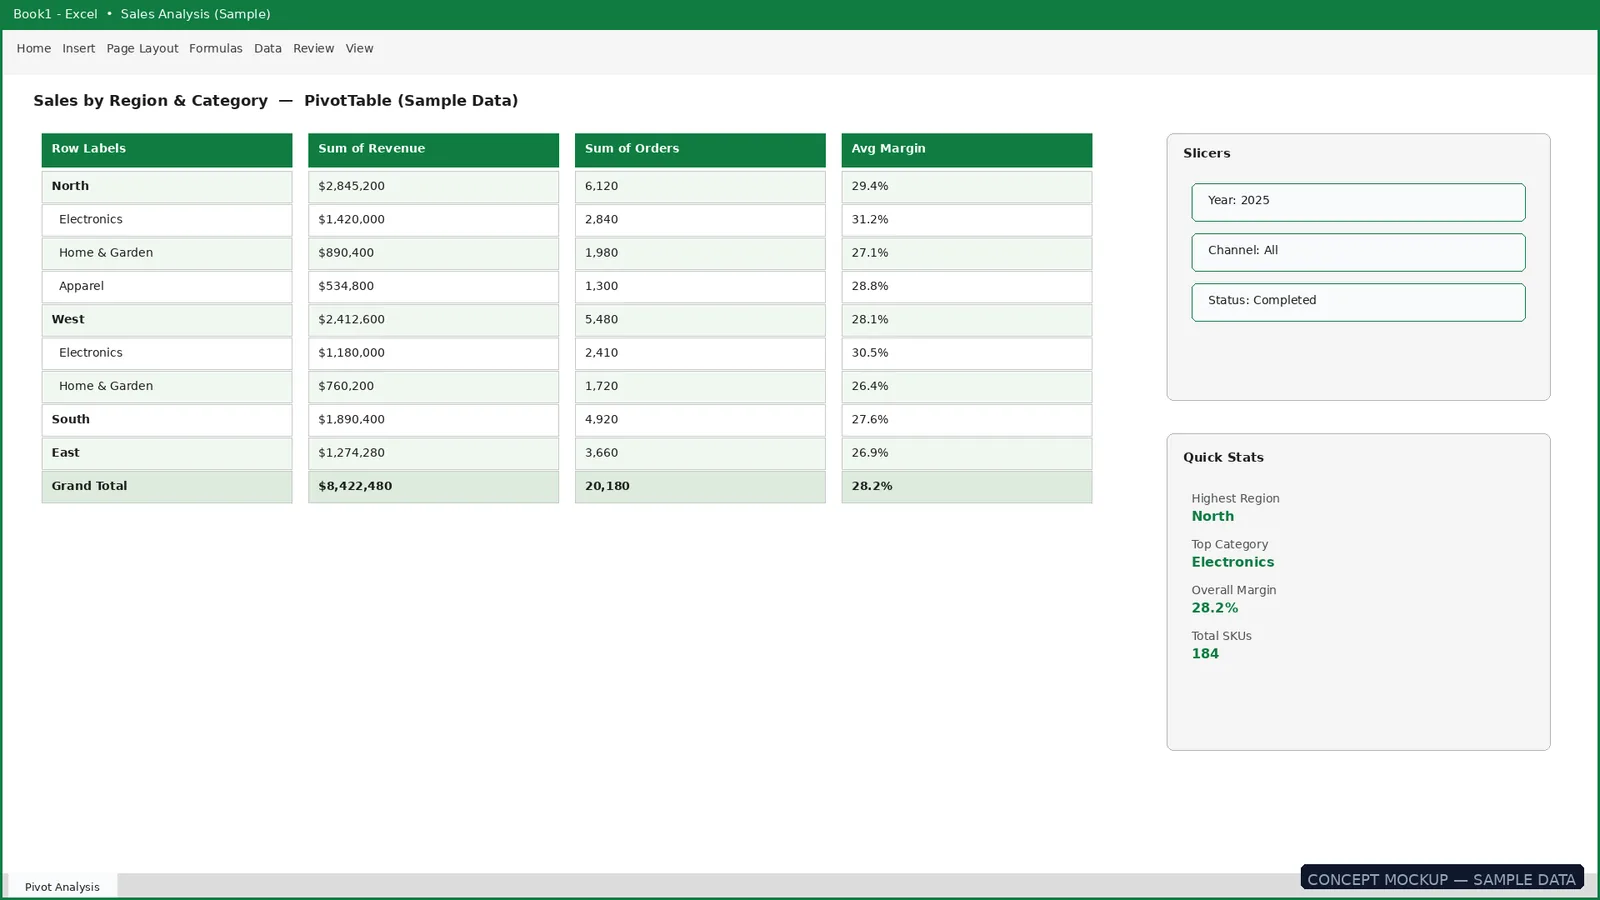 Book1 - Excel • Sales Analysis (Sample)
Home Insert Page Layout Formulas Data Review View
Sales by Region & Category — PivotTable (Sample Data)
Row Labels Sum of Revenue Sum of Orders Avg Margin
North $2,845,200 6,120 29.4%
Electronics $1,420,000 2,840 31.2%
Home & Garden $890,400 1,980 27.1%
Apparel $534,800 1,300 28.8%
West $2,412,600 5,480 28.1%
Electronics $1,180,000 2,410 30.5%
Home & Garden $760,200 1,720 26.4%
South $1,890,400 4,920 27.6%
East $1,274,280 3,660 26.9%
Grand Total $8,422,480 20,180 28.2%
Slicers
Year: 2025
Channel: All
Status: Completed
Quick Stats
Highest Region
North
Top Category
Electronics
Overall Margin
28.2%
Total SKUs
184
Pivot Analysis
CONCEPT MOCKUP — SAMPLE DATA